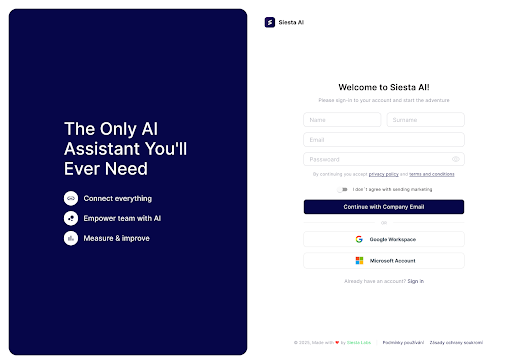 Siesta AI
The Only AI
Assistant You'll
Ever Need
Connect everything
Empower team with AI
Measure & improve
Welcome to Siesta AI!
Please sign-in to your account and start the adventure
Name
Surname
Email
Password
By continuing you accept privacy policy and terms and conditions
I don´t agree with sending marketing
Continue with Company Email
or
Google Workspace
Microsoft Account
Already have an account? Sign in
© 2025, Made with ❤ by Siesta Labs
Podmínky používání
Zásady ochrany soukromí